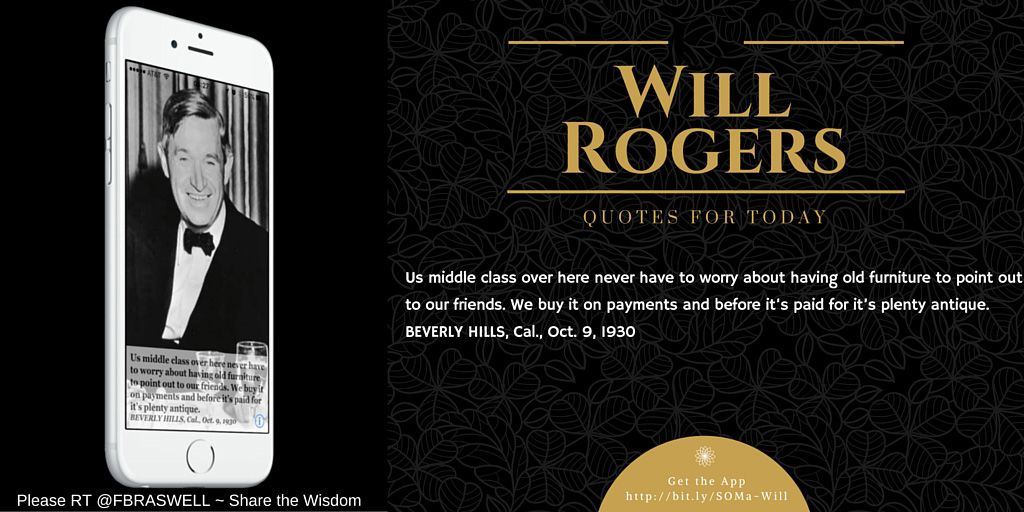 AT&T
Us middle class over here never have
to worry about having old furniture
to point out to our friends. We buy it
on payments and before it's paid for
it's plenty antique.
BEVERLY HILLS, Cal., Oct. 9, 1930
Please RT @FBRASWELL ~ Share the Wisdom
WILL
ROGERS
QUOTES FOR TODAY
Us middle class over here never have to worry about having old furniture to point out
to our friends. We buy it on payments and before it's paid for it's plenty antique.
BEVERLY HILLS, Cal., Oct. 9, 1930
Get the App
http://bit.ly/SOMa-Will